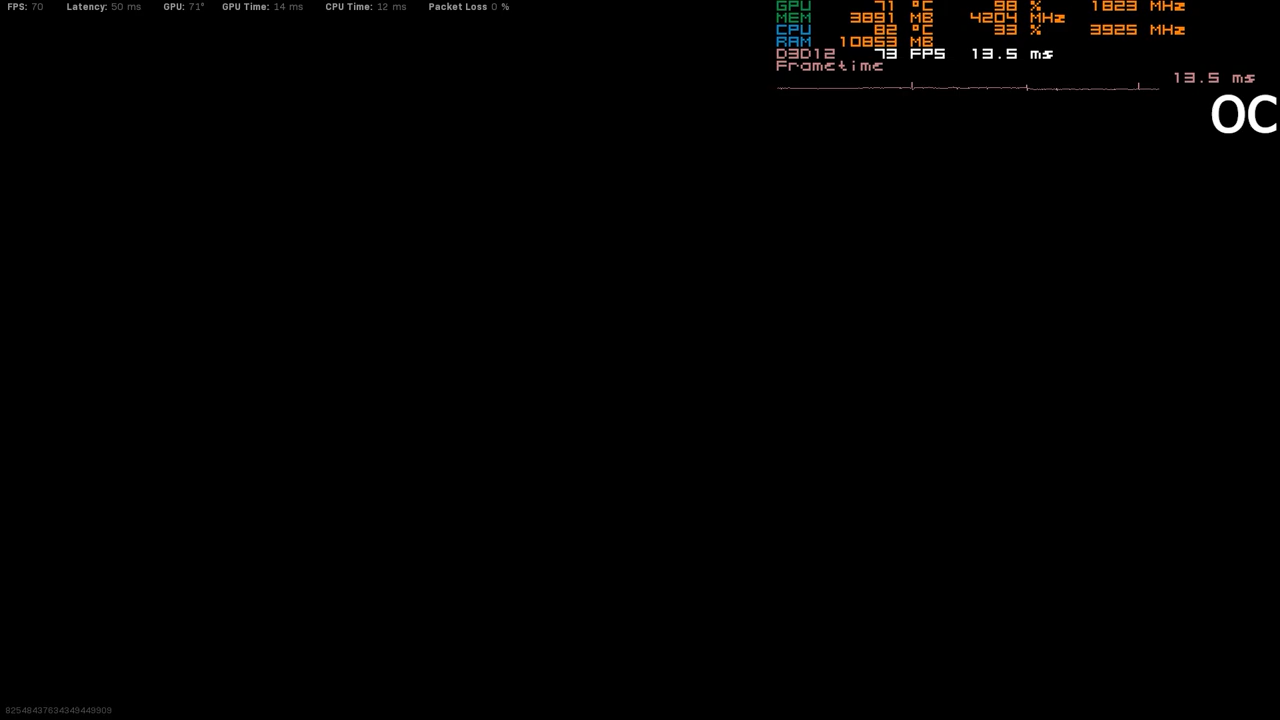 FPS: 70 Latency: 50 ms GPU: 71° GPU Time: 14 ms CPU Time: 12 ms Packet Loss 0 %
GPU 71 °C 98 % 1823 MHz
MEM 3891 MB 4204 MHz
CPU 82 °C 33 % 3925 MHz
RAM 10853 MB
D3D12 73 FPS 13.5 ms
Frametime
13.5 ms
OC
82548437634349449909